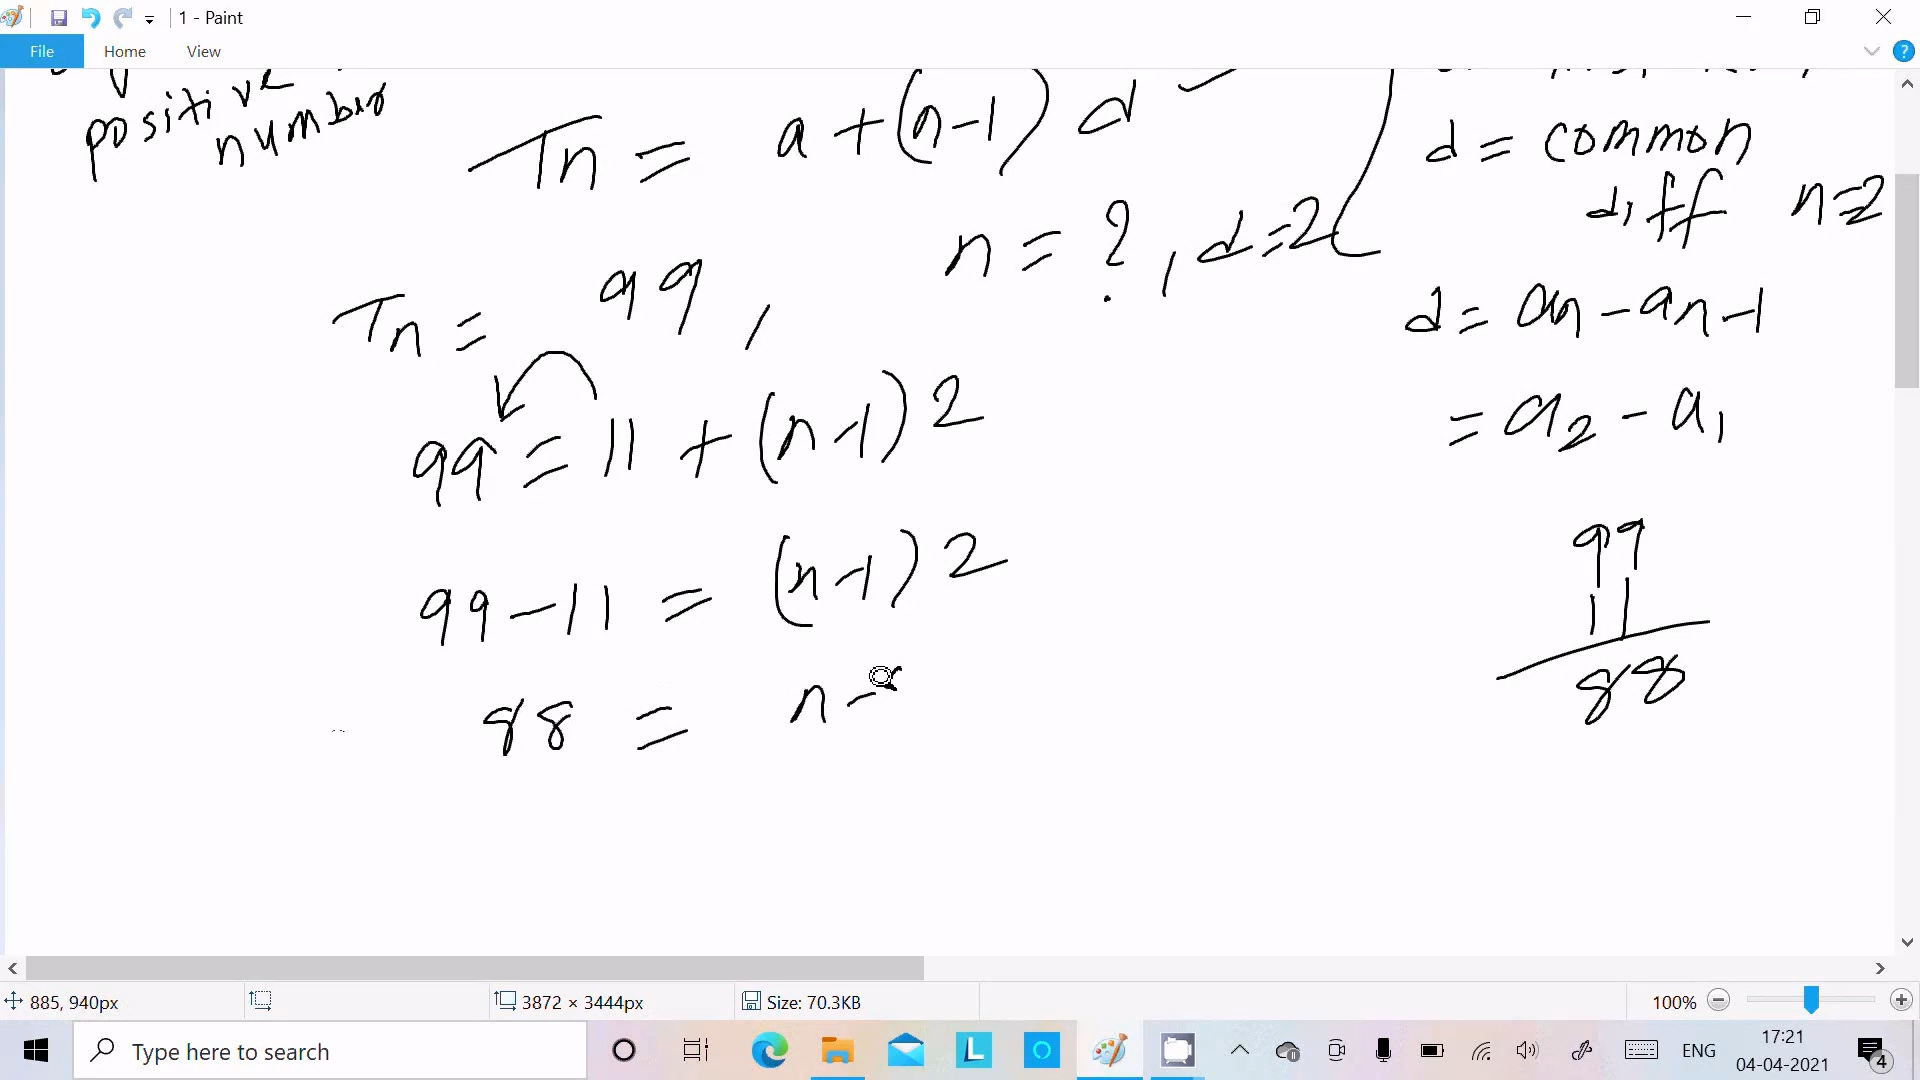 1 - Paint
File Home View
positive
number
Tn = a + (n-1) d
d = common
diff n=2
n = ? , d=2
Tn = 99 ,
d = an - an-1
99 = 11 + (n-1) 2
= a2 - a1
99 - 11 = (n-1) 2
99
11
88
88 = n -
885, 940px 3872 × 3444px Size: 70.3KB 100%
Type here to search
ENG
17:21
04-04-2021
4